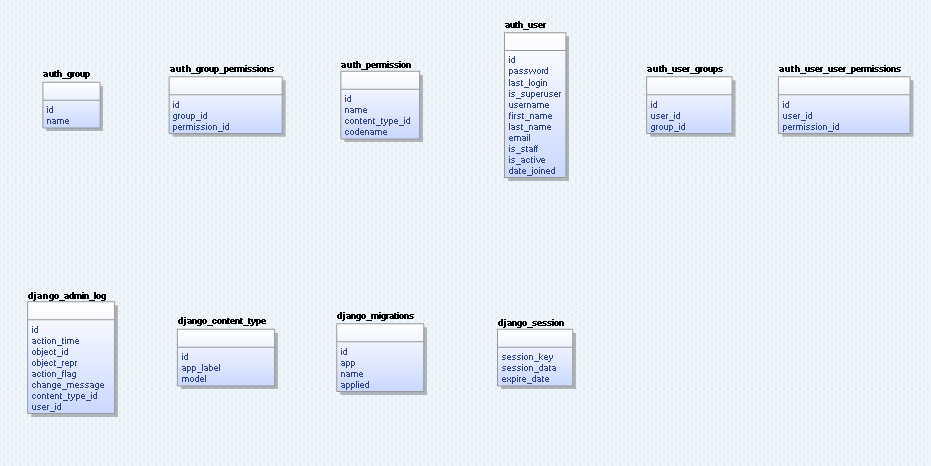 auth_group
id
name
auth_group_permissions
id
group_id
permission_id
auth_permission
id
name
content_type_id
codename
auth_user
id
password
last_login
is_superuser
username
first_name
last_name
email
is_staff
is_active
date_joined
auth_user_groups
id
user_id
group_id
auth_user_user_permissions
id
user_id
permission_id
django_admin_log
id
action_time
object_id
object_repr
action_flag
change_message
content_type_id
user_id
django_content_type
id
app_label
model
django_migrations
id
app
name
applied
django_session
session_key
session_data
expire_date